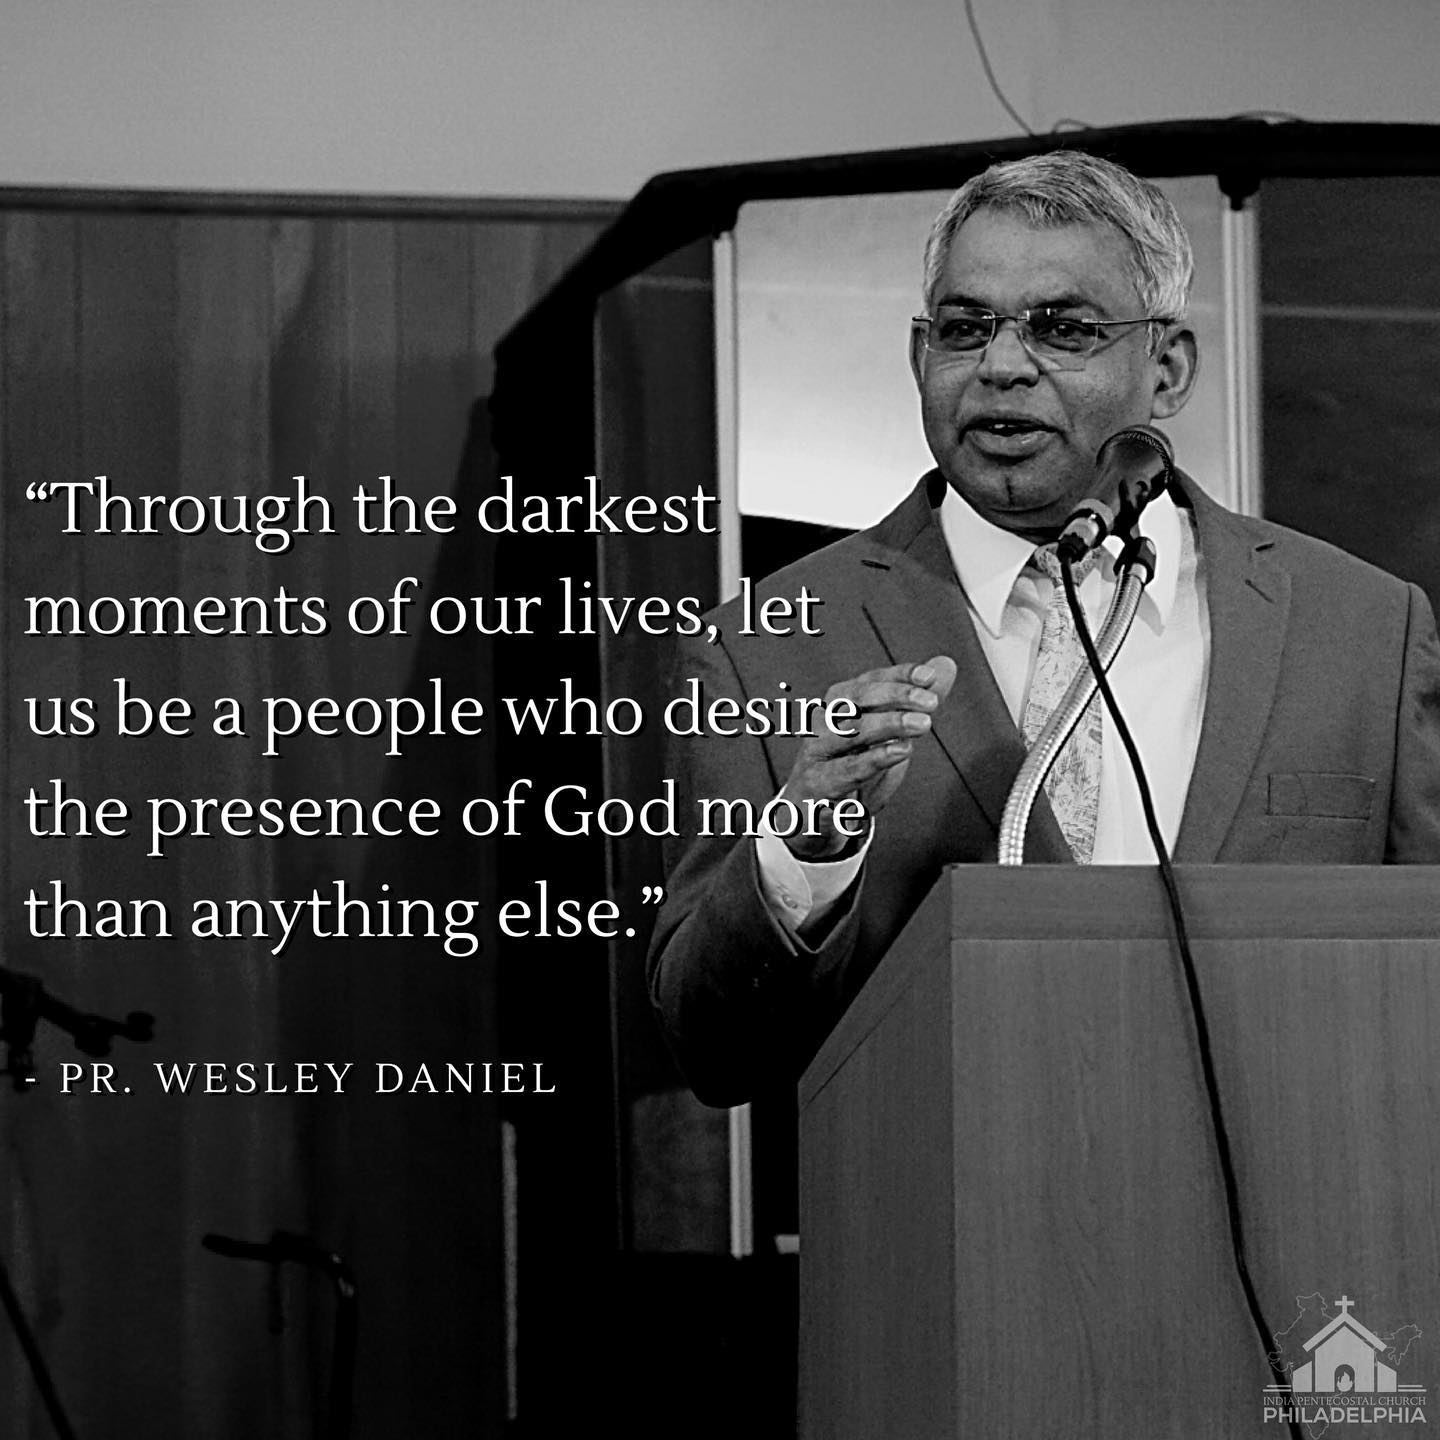 “Through the darkest
moments of our lives, let
us be a people who desire
the presence of God more
than anything else.”
- PR. WESLEY DANIEL
INDIA PENTECOSTAL CHURCH
PHILADELPHIA